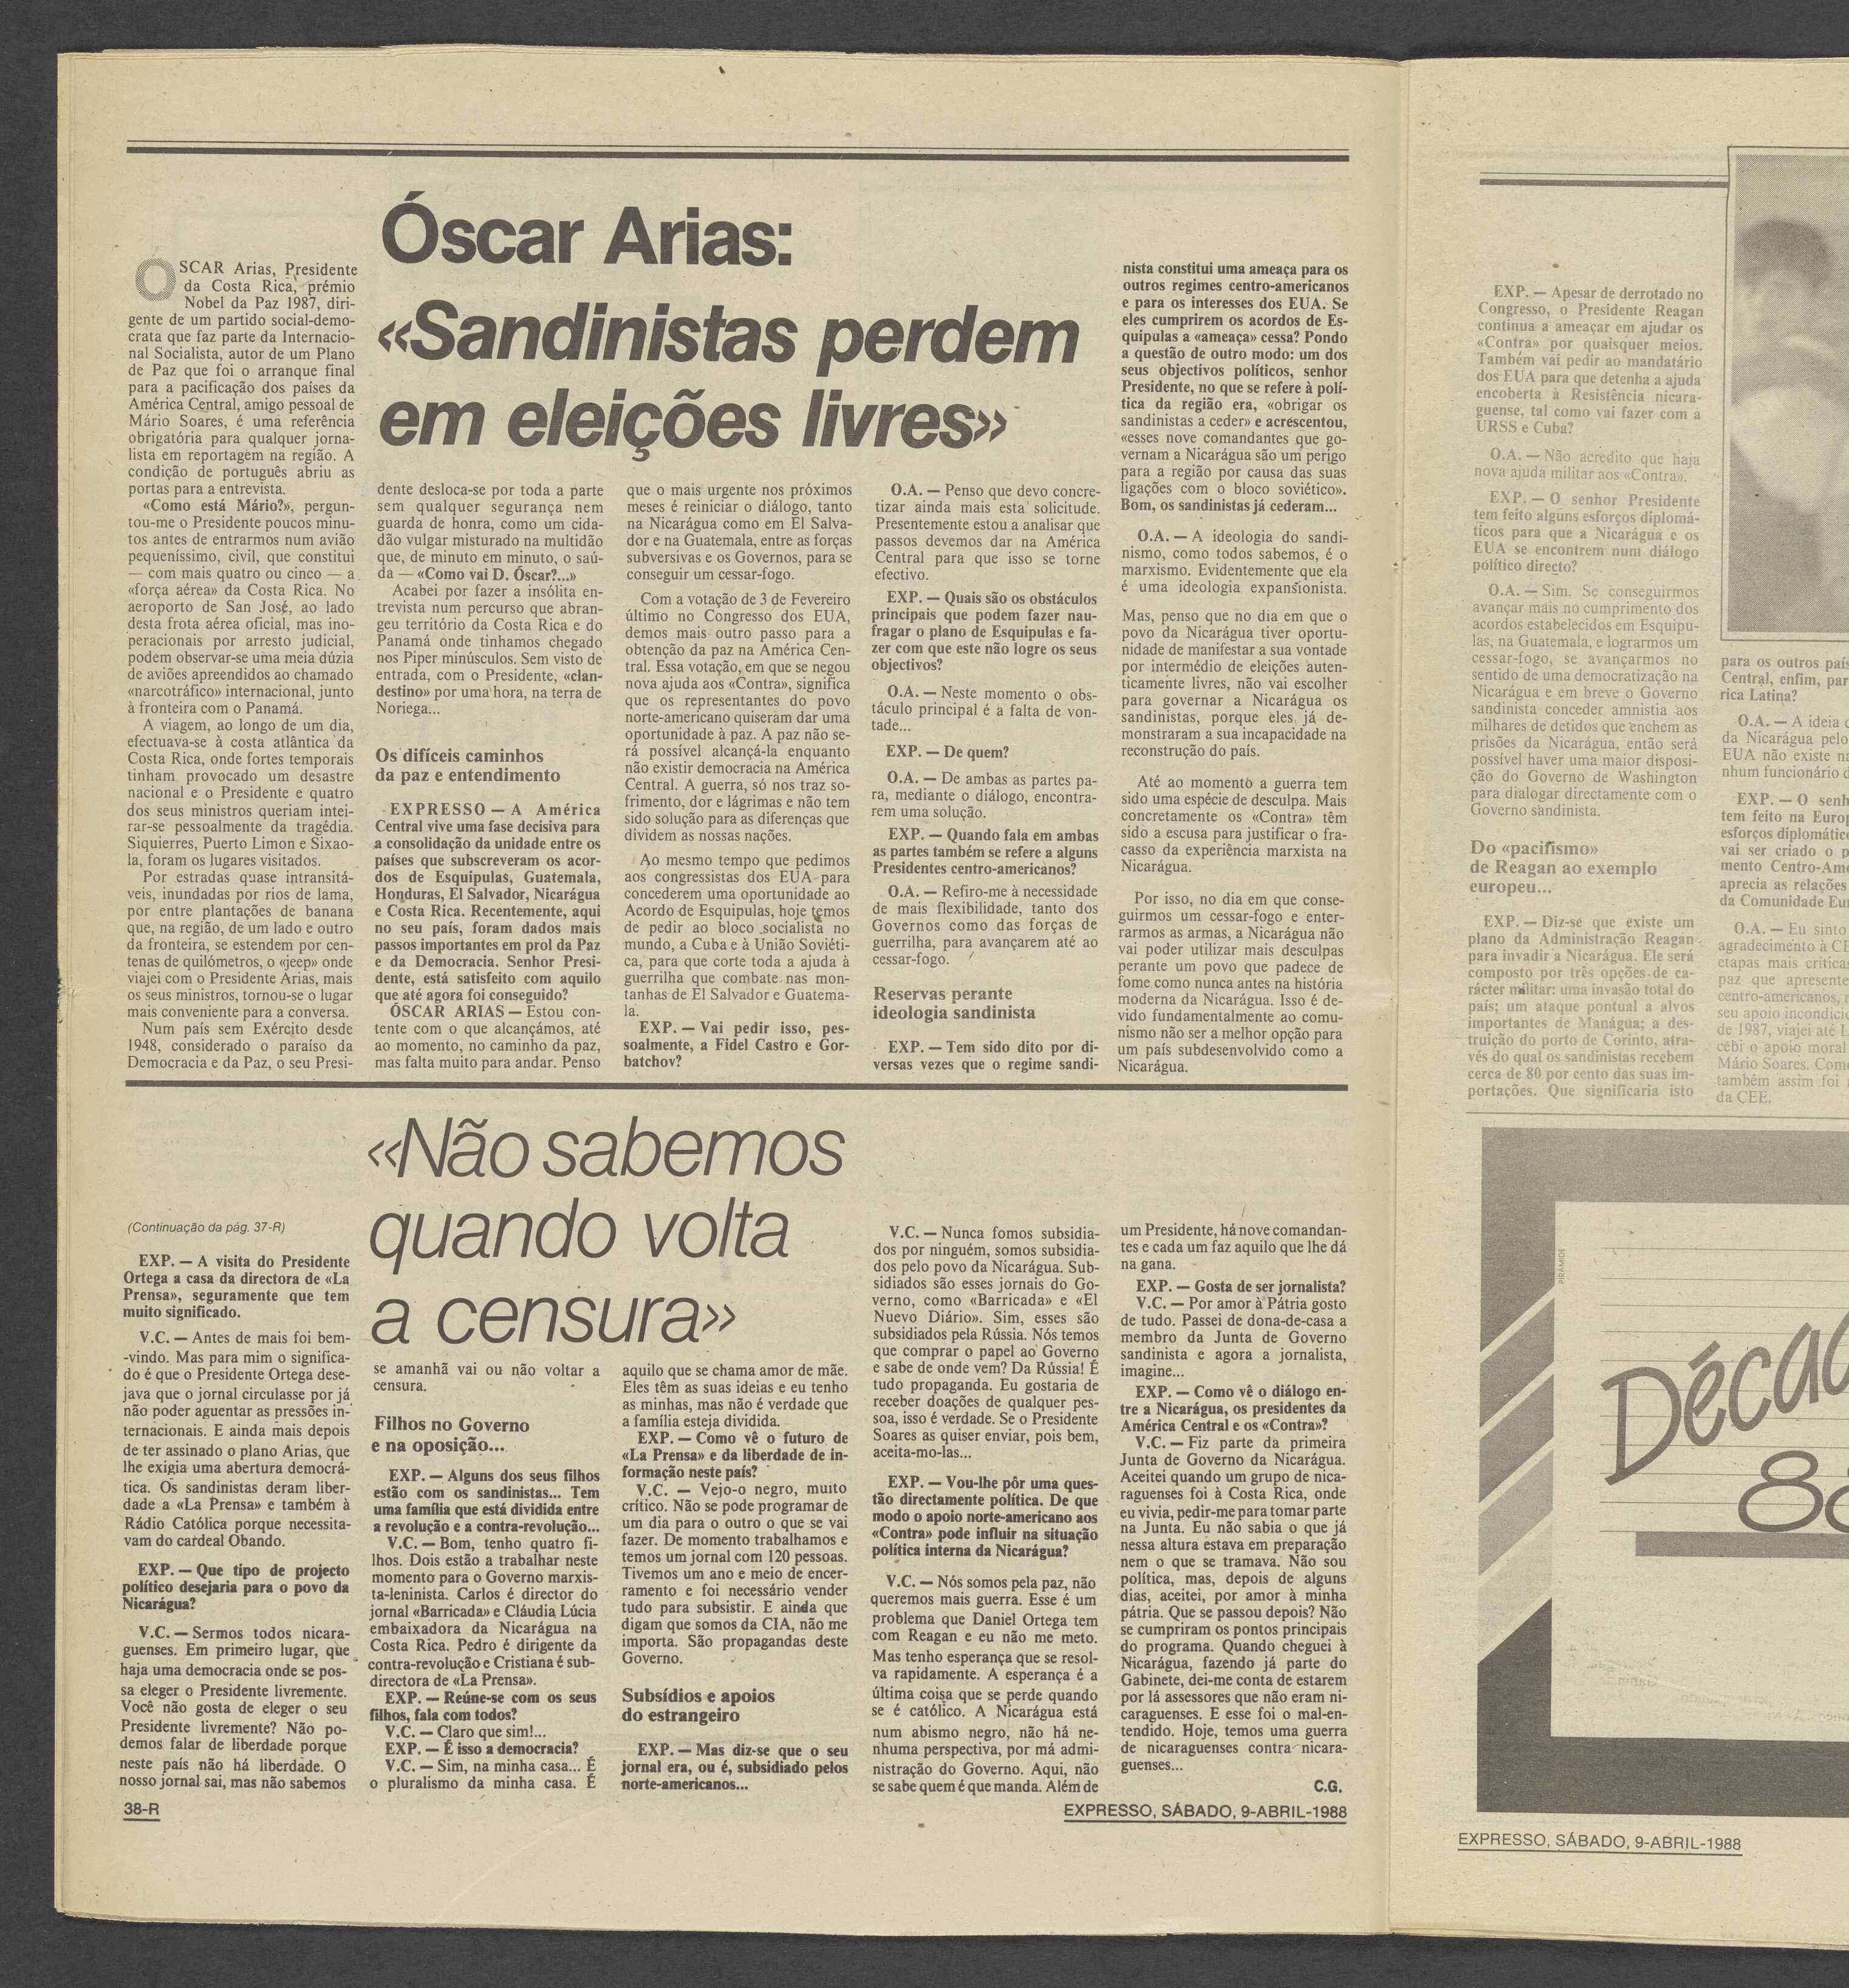 Óscar Arias:
«Sandinistas perdem
em eleições livres»
OSCAR Arias, Presidente
da Costa Rica, prémio
Nobel da Paz 1987, diri-
gente de um partido social-demo-
crata que faz parte da Internacio-
nal Socialista, autor de um Plano
de Paz que foi o arranque final
para a pacificação dos países da
América Central, amigo pessoal de
Mário Soares, é uma referência
obrigatória para qualquer jorna-
lista em reportagem na região. A
condição de português abriu as
portas para a entrevista.
«Como está Mário?», pergun-
tou-me o Presidente poucos minu-
tos antes de entrarmos num avião
pequeníssimo, civil, que constitui
— com mais quatro ou cinco — a
«força aérea» da Costa Rica. No
aeroporto de San José, ao lado
desta frota aérea oficial, mas ino-
peracionais por arresto judicial,
podem observar-se uma meia dúzia
de aviões apreendidos ao chamado
«narcotráfico» internacional, junto
à fronteira com o Panamá.
A viagem, ao longo de um dia,
efectuava-se à costa atlântica da
Costa Rica, onde fortes temporais
tinham provocado um desastre
nacional e o Presidente e quatro
dos seus ministros queriam intei-
rar-se pessoalmente da tragédia.
Siquierres, Puerto Limon e Sixao-
la, foram os lugares visitados.
Por estradas quase intransitá-
veis, inundadas por rios de lama,
por entre plantações de banana
que, na região, de um lado e outro
da fronteira, se estendem por cen-
tenas de quilómetros, o «jeep» onde
viajei com o Presidente Arias, mais
os seus ministros, tornou-se o lugar
mais conveniente para a conversa.
Num país sem Exército desde
1948, considerado o paraíso da
Democracia e da Paz, o seu Presi-
dente desloca-se por toda a parte
sem qualquer segurança nem
guarda de honra, como um cida-
dão vulgar misturado na multidão
que, de minuto em minuto, o saú-
da — «Como vai D. Óscar?...»
Acabei por fazer a insólita en-
trevista num percurso que abran-
geu território da Costa Rica e do
Panamá onde tinhamos chegado
nos Piper minúsculos. Sem visto de
entrada, com o Presidente, «clan-
destino» por uma hora, na terra de
Noriega...
Os difíceis caminhos
da paz e entendimento
EXPRESSO — A América
Central vive uma fase decisiva para
a consolidação da unidade entre os
países que subscreveram os acor-
dos de Esquipulas, Guatemala,
Honduras, El Salvador, Nicarágua
e Costa Rica. Recentemente, aqui
no seu país, foram dados mais
passos importantes em prol da Paz
e da Democracia. Senhor Presi-
dente, está satisfeito com aquilo
que até agora foi conseguido?
ÓSCAR ARIAS — Estou con-
tente com o que alcançámos, até
ao momento, no caminho da paz,
mas falta muito para andar. Penso
que o mais urgente nos próximos
meses é reiniciar o diálogo, tanto
na Nicarágua como em El Salva-
dor e na Guatemala, entre as forças
subversivas e os Governos, para se
conseguir um cessar-fogo.
Com a votação de 3 de Fevereiro
último no Congresso dos EUA,
demos mais outro passo para a
obtenção da paz na América Cen-
tral. Essa votação, em que se negou
nova ajuda aos «Contra», significa
que os representantes do povo
norte-americano quiseram dar uma
oportunidade à paz. A paz não se-
rá possível alcançá-la enquanto
não existir democracia na América
Central. A guerra, só nos traz so-
frimento, dor e lágrimas e não tem
sido solução para as diferenças que
dividem as nossas nações.
Ao mesmo tempo que pedimos
aos congressistas dos EUA para
concederem uma oportunidade ao
Acordo de Esquipulas, hoje temos
de pedir ao bloco socialista no
mundo, a Cuba e à União Soviéti-
ca, para que corte toda a ajuda à
guerrilha que combate nas mon-
tanhas de El Salvador e Guatema-
la.
EXP. — Vai pedir isso, pes-
soalmente, a Fidel Castro e Gor-
batchov?
O.A. — Penso que devo concre-
tizar ainda mais esta solicitude.
Presentemente estou a analisar que
passos devemos dar na América
Central para que isso se torne
efectivo.
EXP. — Quais são os obstáculos
principais que podem fazer nau-
fragar o plano de Esquipulas e fa-
zer com que este não logre os seus
objectivos?
O.A. — Neste momento o obs-
táculo principal é a falta de von-
tade...
EXP. — De quem?
O.A. — De ambas as partes pa-
ra, mediante o diálogo, encontra-
rem uma solução.
EXP. — Quando fala em ambas
as partes também se refere a alguns
Presidentes centro-americanos?
O.A. — Refiro-me à necessidade
de mais flexibilidade, tanto dos
Governos como das forças de
guerrilha, para avançarem até ao
cessar-fogo.
Reservas perante
ideologia sandinista
EXP. — Tem sido dito por di-
versas vezes que o regime sandi-
nista constitui uma ameaça para os
outros regimes centro-americanos
e para os interesses dos EUA. Se
eles cumprirem os acordos de Es-
quipulas a «ameaça» cessa? Pondo
a questão de outro modo: um dos
seus objectivos políticos, senhor
Presidente, no que se refere à polí-
tica da região era, «obrigar os
sandinistas a ceder» e acrescentou,
«esses nove comandantes que go-
vernam a Nicarágua são um perigo
para a região por causa das suas
ligações com o bloco soviético».
Bom, os sandinistas já cederam...
O.A. — A ideologia do sandi-
nismo, como todos sabemos, é o
marxismo. Evidentemente que ela
é uma ideologia expansionista.
Mas, penso que no dia em que o
povo da Nicarágua tiver oportu-
nidade de manifestar a sua vontade
por intermédio de eleições auten-
ticamente livres, não vai escolher
para governar a Nicarágua os
sandinistas, porque eles já de-
monstraram a sua incapacidade na
reconstrução do país.
Até ao momento a guerra tem
sido uma espécie de desculpa. Mais
concretamente os «Contra» têm
sido a escusa para justificar o fra-
casso da experiência marxista na
Nicarágua.
Por isso, no dia em que conse-
guirmos um cessar-fogo e enter-
rarmos as armas, a Nicarágua não
vai poder utilizar mais desculpas
perante um povo que padece de
fome como nunca antes na história
moderna da Nicarágua. Isso é de-
vido fundamentalmente ao comu-
nismo não ser a melhor opção para
um país subdesenvolvido como a
Nicarágua.
«Não sabemos
quando volta
a censura»
(Continuação da pág. 37-R)
EXP. — A visita do Presidente
Ortega a casa da directora de «La
Prensa», seguramente que tem
muito significado.
V.C. — Antes de mais foi bem-
-vindo. Mas para mim o significa-
do é que o Presidente Ortega dese-
java que o jornal circulasse por já
não poder aguentar as pressões in-
ternacionais. E ainda mais depois
de ter assinado o plano Arias, que
lhe exigia uma abertura democrá-
tica. Os sandinistas deram liber-
dade a «La Prensa» e também à
Rádio Católica porque necessita-
vam do cardeal Obando.
EXP. — Que tipo de projecto
político desejaria para o povo da
Nicarágua?
V.C. — Sermos todos nicara-
guenses. Em primeiro lugar, que
haja uma democracia onde se pos-
sa eleger o Presidente livremente.
Você não gosta de eleger o seu
Presidente livremente? Não po-
demos falar de liberdade porque
neste país não há liberdade. O
nosso jornal sai, mas não sabemos
se amanhã vai ou não voltar a
censura.
Filhos no Governo
e na oposição...
EXP. — Alguns dos seus filhos
estão com os sandinistas... Tem
uma família que está dividida entre
a revolução e a contra-revolução...
V.C. — Bom, tenho quatro fi-
lhos. Dois estão a trabalhar neste
momento para o Governo marxis-
ta-leninista. Carlos é director do
jornal «Barricada» e Cláudia Lúcia
embaixadora da Nicarágua na
Costa Rica. Pedro é dirigente da
contra-revolução e Cristiana é sub-
directora de «La Prensa».
EXP. — Reúne-se com os seus
filhos, fala com todos?
V.C. — Claro que sim!...
EXP. — É isso a democracia?
V.C. — Sim, na minha casa... É
o pluralismo da minha casa. É
aquilo que se chama amor de mãe.
Eles têm as suas ideias e eu tenho
as minhas, mas não é verdade que
a família esteja dividida.
EXP. — Como vê o futuro de
«La Prensa» e da liberdade de in-
formação neste país?
V.C. — Vejo-o negro, muito
crítico. Não se pode programar de
um dia para o outro o que se vai
fazer. De momento trabalhamos e
temos um jornal com 120 pessoas.
Tivemos um ano e meio de encer-
ramento e foi necessário vender
tudo para subsistir. E ainda que
digam que somos da CIA, não me
importa. São propagandas deste
Governo.
Subsídios e apoios
do estrangeiro
EXP. — Mas diz-se que o seu
jornal era, ou é, subsidiado pelos
norte-americanos...
V.C. — Nunca fomos subsidia-
dos por ninguém, somos subsidia-
dos pelo povo da Nicarágua. Sub-
sidiados são esses jornais do Go-
verno, como «Barricada» e «El
Nuevo Diário». Sim, esses são
subsidiados pela Rússia. Nós temos
que comprar o papel ao Governo
e sabe de onde vem? Da Rússia! É
tudo propaganda. Eu gostaria de
receber doações de qualquer pes-
soa, isso é verdade. Se o Presidente
Soares as quiser enviar, pois bem,
aceita-mo-las...
EXP. — Vou-lhe pôr uma ques-
tão directamente política. De que
modo o apoio norte-americano aos
«Contra» pode influir na situação
política interna da Nicarágua?
V.C. — Nós somos pela paz, não
queremos mais guerra. Esse é um
problema que Daniel Ortega tem
com Reagan e eu não me meto.
Mas tenho esperança que se resol-
va rapidamente. A esperança é a
última coisa que se perde quando
se é católico. A Nicarágua está
num abismo negro, não há ne-
nhuma perspectiva, por má admi-
nistração do Governo. Aqui, não
se sabe quem é que manda. Além de
um Presidente, há nove comandan-
tes e cada um faz aquilo que lhe dá
na gana.
EXP. — Gosta de ser jornalista?
V.C. — Por amor à Pátria gosto
de tudo. Passei de dona-de-casa a
membro da Junta de Governo
sandinista e agora a jornalista,
imagine...
EXP. — Como vê o diálogo en-
tre a Nicarágua, os presidentes da
América Central e os «Contra»?
V.C. — Fiz parte da primeira
Junta de Governo da Nicarágua.
Aceitei quando um grupo de nica-
raguenses foi à Costa Rica, onde
eu vivia, pedir-me para tomar parte
na Junta. Eu não sabia o que já
nessa altura estava em preparação
nem o que se tramava. Não sou
política, mas, depois de alguns
dias, aceitei, por amor à minha
pátria. Que se passou depois? Não
se cumpriram os pontos principais
do programa. Quando cheguei à
Nicarágua, fazendo já parte do
Gabinete, dei-me conta de estarem
por lá assessores que não eram ni-
caraguenses. E esse foi o mal-en-
tendido. Hoje, temos uma guerra
de nicaraguenses contra nicara-
guenses...
C.G.
38-R
EXPRESSO, SÁBADO, 9-ABRIL-1988
EXP. — Apesar de derrotado no
Congresso, o Presidente Reagan
continua a ameaçar em ajudar os
«Contra» por quaisquer meios.
Também vai pedir ao mandatário
dos EUA para que detenha a ajuda
encoberta à Resistência nicara-
guense, tal como vai fazer com a
URSS e Cuba?
O.A. — Não acredito que haja
nova ajuda militar aos «Contra».
EXP. — O senhor Presidente
tem feito alguns esforços diplomá-
ticos para que a Nicarágua e os
EUA se encontrem num diálogo
político directo?
O.A. — Sim. Se conseguirmos
avançar mais no cumprimento dos
acordos estabelecidos em Esquipu-
las, na Guatemala, e lograrmos um
cessar-fogo, se avançarmos no
sentido de uma democratização na
Nicarágua e em breve o Governo
sandinista conceder amnistia aos
milhares de detidos que enchem as
prisões da Nicarágua, então será
possível haver uma maior disposi-
ção do Governo de Washington
para dialogar directamente com o
Governo sandinista.
Do «pacifismo»
de Reagan ao exemplo
europeu...
EXP. — Diz-se que existe um
plano da Administração Reagan
para invadir a Nicarágua. Ele será
composto por três opções de ca-
rácter militar: uma invasão total do
país; um ataque pontual a alvos
importantes de Manágua; a des-
truição do porto de Corinto, atra-
vés do qual os sandinistas recebem
cerca de 80 por cento das suas im-
portações. Que significaria isto
para os outros país
Central, enfim, par
rica Latina?
O.A. — A ideia
da Nicarágua pelo
EUA não existe na
nhum funcionário
EXP. — O senh
tem feito na Europ
esforços diplomátic
vai ser criado o p
mento Centro-Ame
aprecia as relações
da Comunidade Eu
O.A. — Eu sinto
agradecimento à CE
etapas mais críticas
paz que apresente
centro-americanos,
seu apoio incondici
de 1987, viajei até L
cebi o apoio moral
Mário Soares. Como
também assim foi
da CEE.
PIRÂMIDE
Décad
88
EXPRESSO, SÁBADO, 9-ABRIL-1988